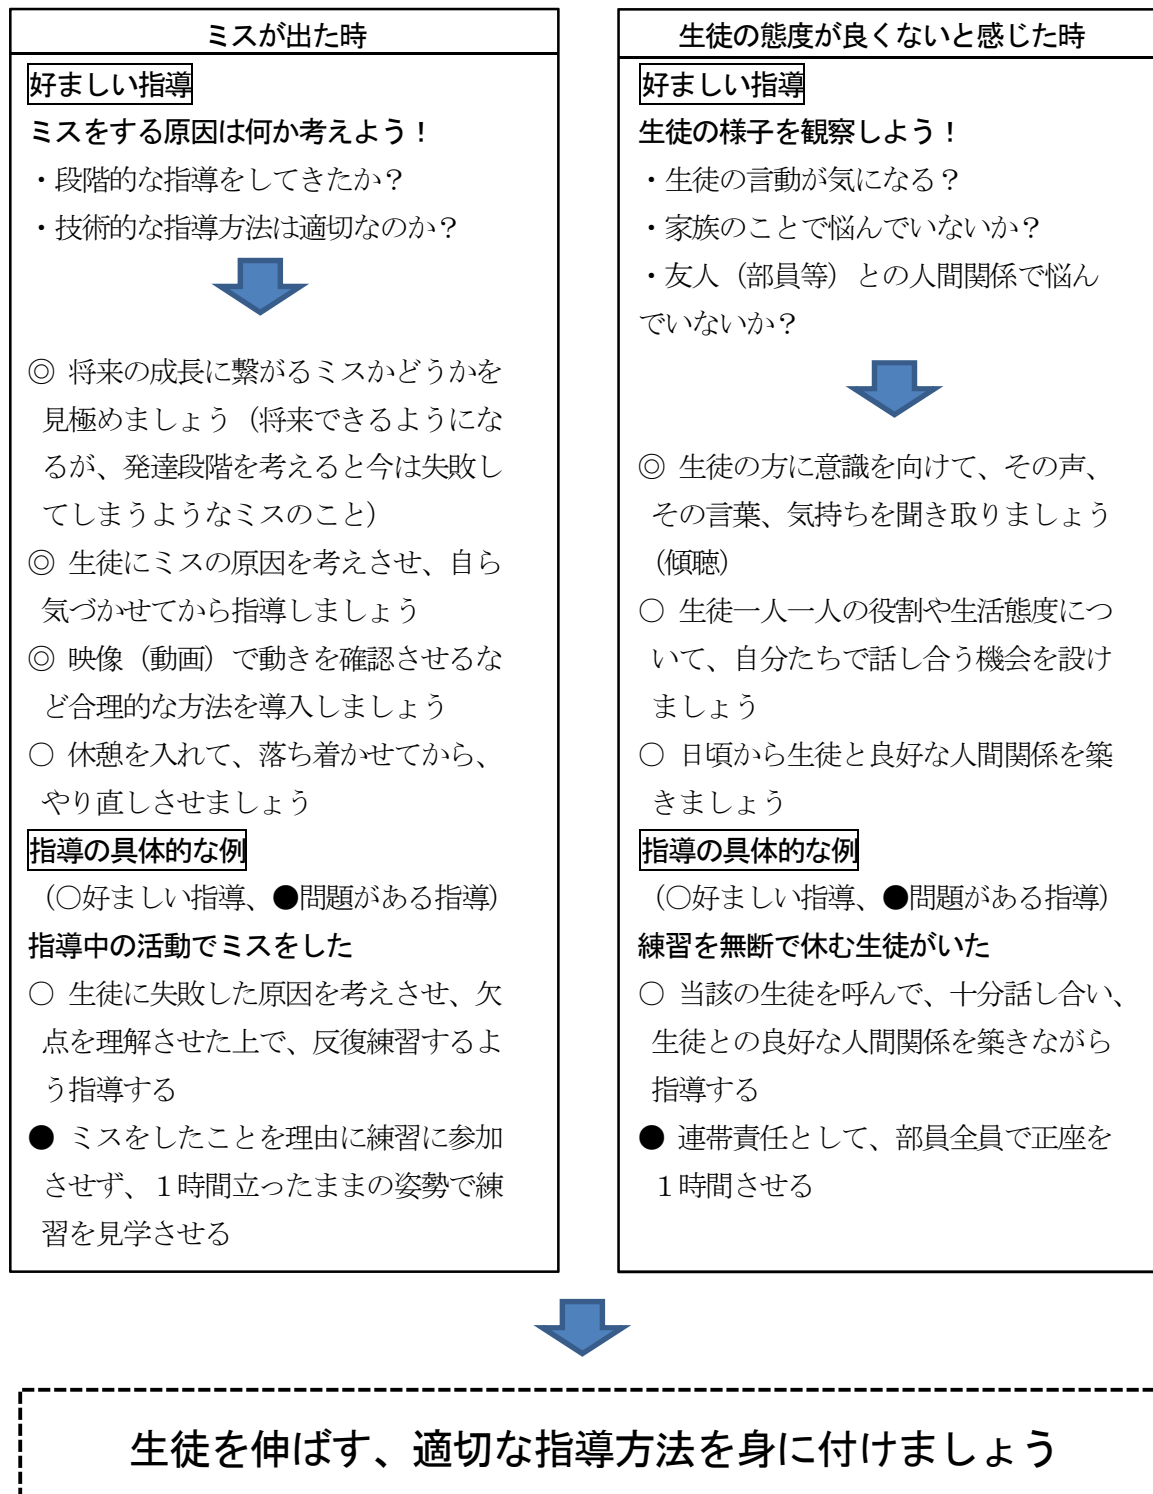 ミスが出た時
好ましい指導
ミスをする原因は何か考えよう！
・段階的な指導をしてきたか？
・技術的な指導方法は適切なのか？
◎ 将来の成長に繋がるミスかどうかを
見極めましょう（将来できるようにな
るが、発達段階を考えると今は失敗し
てしまうようなミスのこと）
◎ 生徒にミスの原因を考えさせ、自ら
気づかせてから指導しましょう
◎ 映像（動画）で動きを確認させるな
ど合理的な方法を導入しましょう
○ 休憩を入れて、落ち着かせてから、
やり直しさせましょう
指導の具体的な例
（○好ましい指導、●問題がある指導）
指導中の活動でミスをした
○ 生徒に失敗した原因を考えさせ、欠
点を理解させた上で、反復練習するよ
う指導する
● ミスをしたことを理由に練習に参加
させず、１時間立ったままの姿勢で練
習を見学させる
生徒の態度が良くないと感じた時
好ましい指導
生徒の様子を観察しよう！
・生徒の言動が気になる？
・家族のことで悩んでいないか？
・友人（部員等）との人間関係で悩ん
でいないか？
◎ 生徒の方に意識を向けて、その声、
その言葉、気持ちを聞き取りましょう
（傾聴）
○ 生徒一人一人の役割や生活態度につ
いて、自分たちで話し合う機会を設け
ましょう
○ 日頃から生徒と良好な人間関係を築
きましょう
指導の具体的な例
（○好ましい指導、●問題がある指導）
練習を無断で休む生徒がいた
○ 当該の生徒を呼んで、十分話し合い、
生徒との良好な人間関係を築きながら
指導する
● 連帯責任として、部員全員で正座を
１時間させる
生徒を伸ばす、適切な指導方法を身に付けましょう